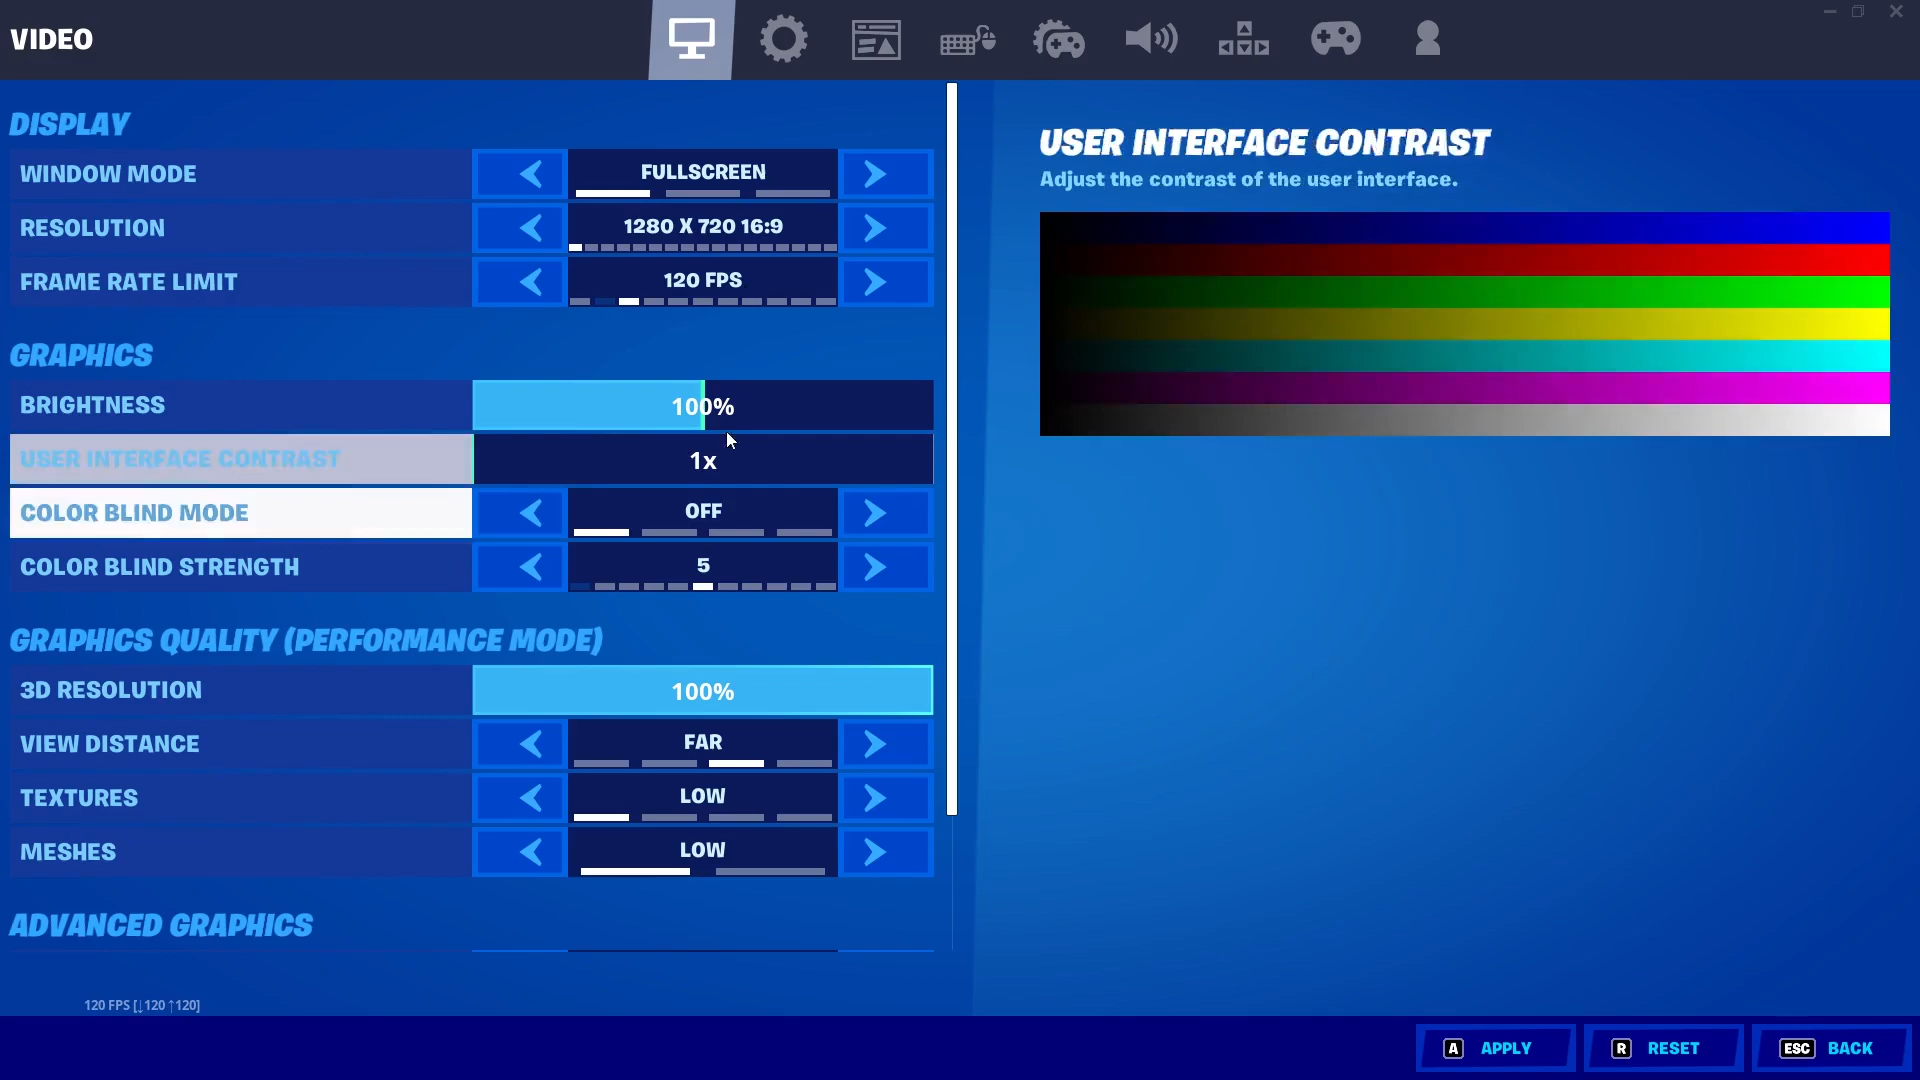 VIDEO
DISPLAY
WINDOW MODE
FULLSCREEN
RESOLUTION
1280 X 720 16:9
FRAME RATE LIMIT
120 FPS
GRAPHICS
BRIGHTNESS
100%
USER INTERFACE CONTRAST
1x
COLOR BLIND MODE
OFF
COLOR BLIND STRENGTH
5
GRAPHICS QUALITY (PERFORMANCE MODE)
3D RESOLUTION
100%
VIEW DISTANCE
FAR
TEXTURES
LOW
MESHES
LOW
ADVANCED GRAPHICS
USER INTERFACE CONTRAST
Adjust the contrast of the user interface.
120 FPS [↓120 ↑120]
A APPLY
R RESET
ESC BACK